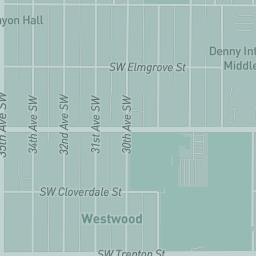 yon Hall
SW Elmgrove St
Denny Int
Middle
35th Ave SW
34th Ave SW
32nd Ave SW
31st Ave SW
30th Ave SW
SW Cloverdale St
Westwood
SW Trenton St